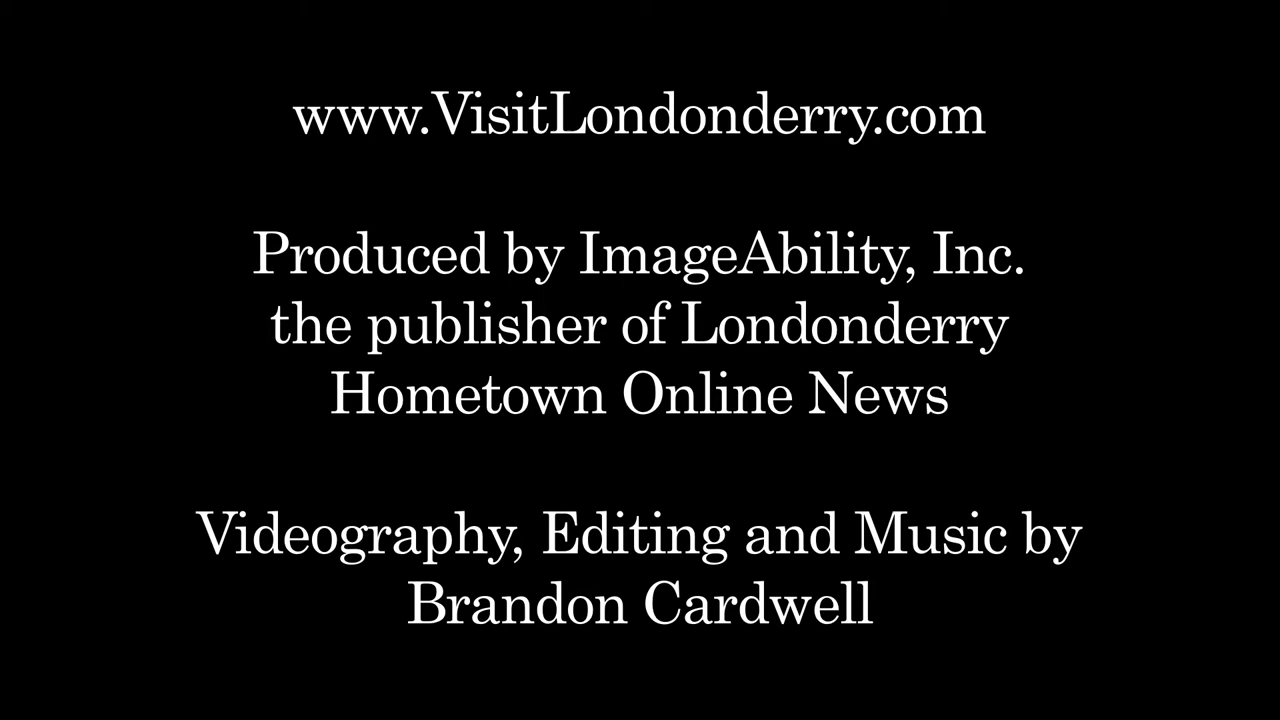 www.VisitLondonderry.com
Produced by ImageAbility, Inc.
the publisher of Londonderry
Hometown Online News
Videography, Editing and Music by
Brandon Cardwell